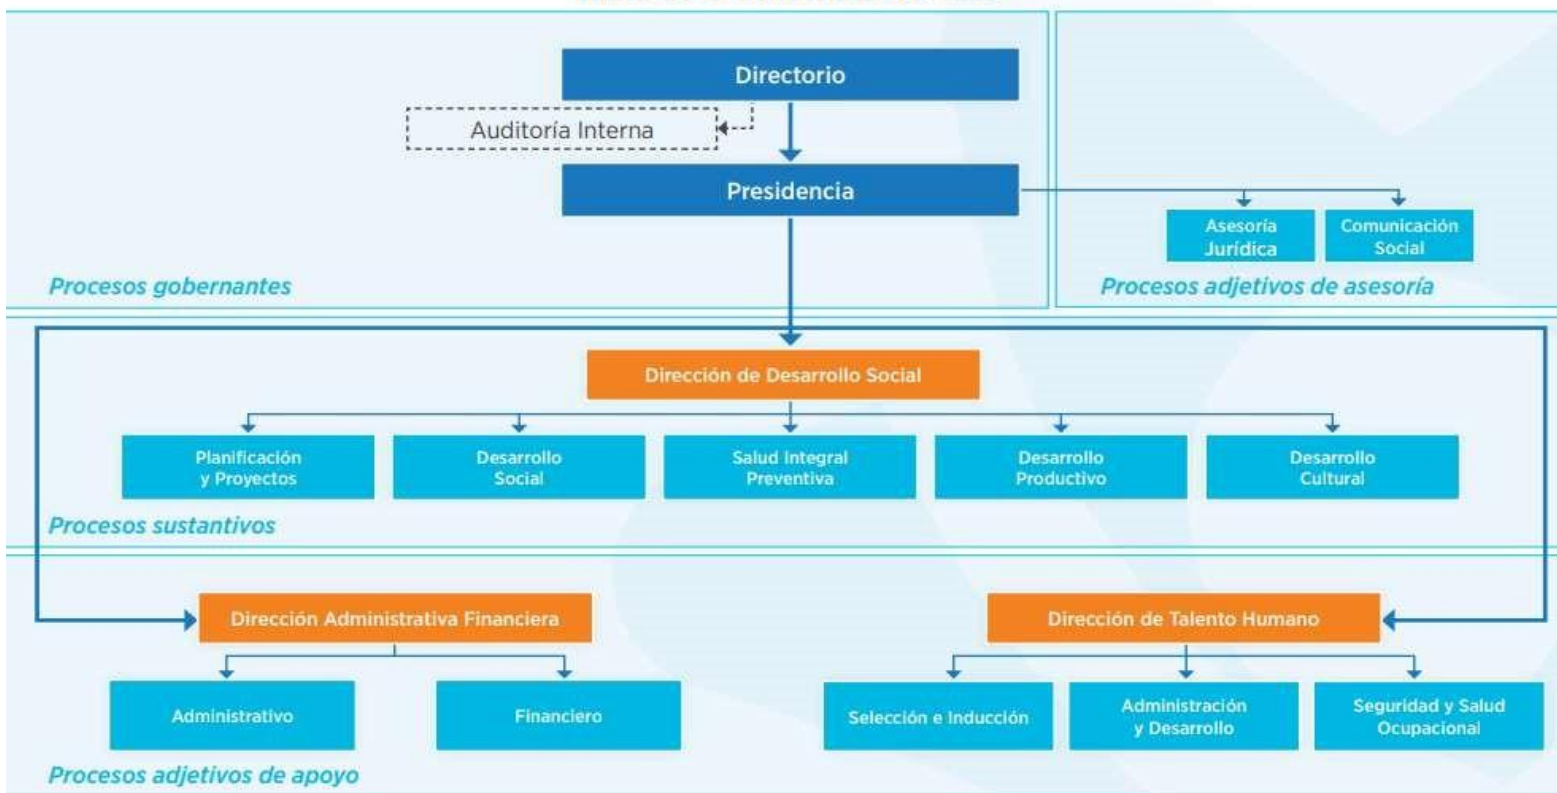 Directorio
Auditoría Interna
Presidencia
Asesoría
Jurídica
Comunicación
Social
Procesos gobernantes
Procesos adjetivos de asesoría
Dirección de Desarrollo Social
Planificación
y Proyectos
Desarrollo
Social
Salud Integral
Preventiva
Desarrollo
Productivo
Desarrollo
Cultural
Procesos sustantivos
Dirección Administrativa Financiera
Dirección de Talento Humano
Administrativo
Financiero
Selección e Inducción
Administración
y Desarrollo
Seguridad y Salud
Ocupacional
Procesos adjetivos de apoyo